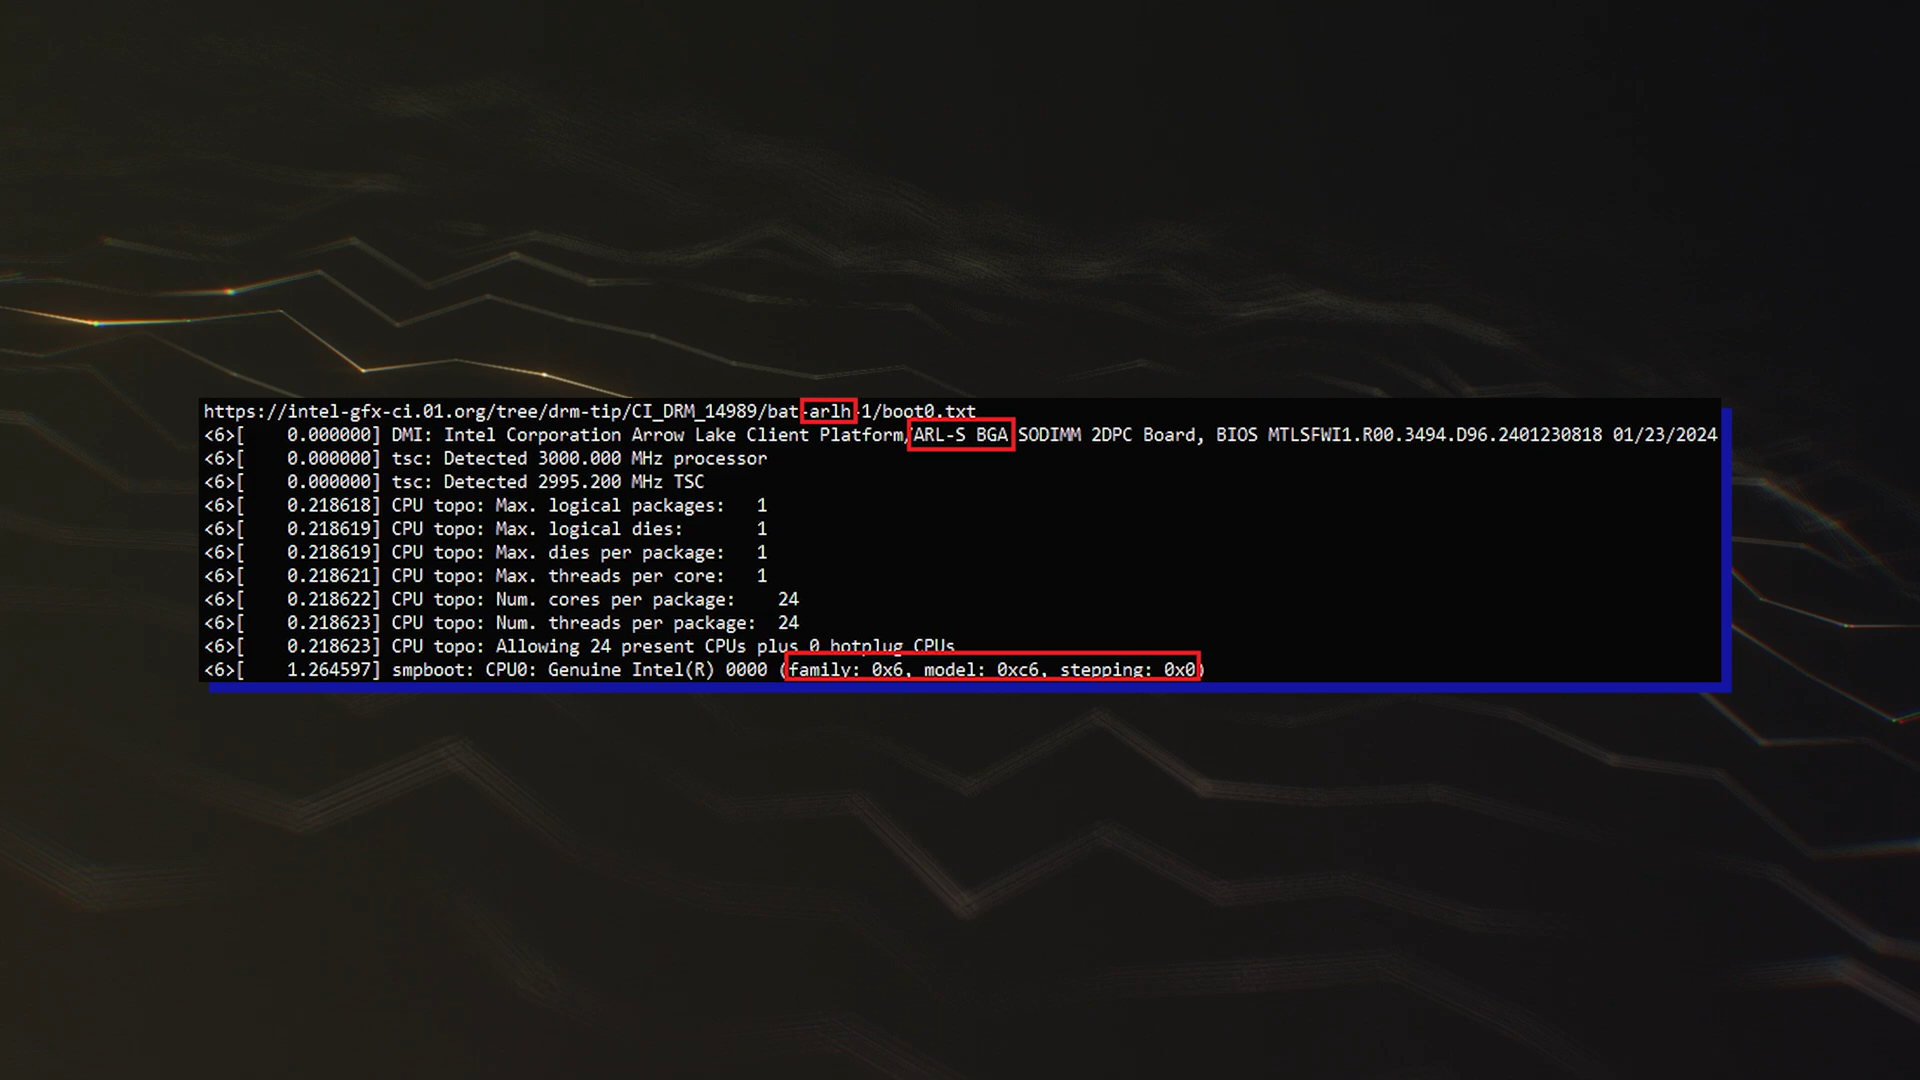 https://intel-gfx-ci.01.org/tree/drm-tip/CI_DRM_14989/bat-arlh-1/boot0.txt
<6>[    0.000000] DMI: Intel Corporation Arrow Lake Client Platform/ARL-S BGA SODIMM 2DPC Board, BIOS MTLSFWI1.R00.3494.D96.2401230818 01/23/2024
<6>[    0.000000] tsc: Detected 3000.000 MHz processor
<6>[    0.000000] tsc: Detected 2995.200 MHz TSC
<6>[    0.218618] CPU topo: Max. logical packages:   1
<6>[    0.218619] CPU topo: Max. logical dies:       1
<6>[    0.218619] CPU topo: Max. dies per package:   1
<6>[    0.218621] CPU topo: Max. threads per core:   1
<6>[    0.218622] CPU topo: Num. cores per package:    24
<6>[    0.218623] CPU topo: Num. threads per package:  24
<6>[    0.218623] CPU topo: Allowing 24 present CPUs plus 0 hotplug CPUs
<6>[    1.264597] smpboot: CPU0: Genuine Intel(R) 0000 (family: 0x6, model: 0xc6, stepping: 0x0)